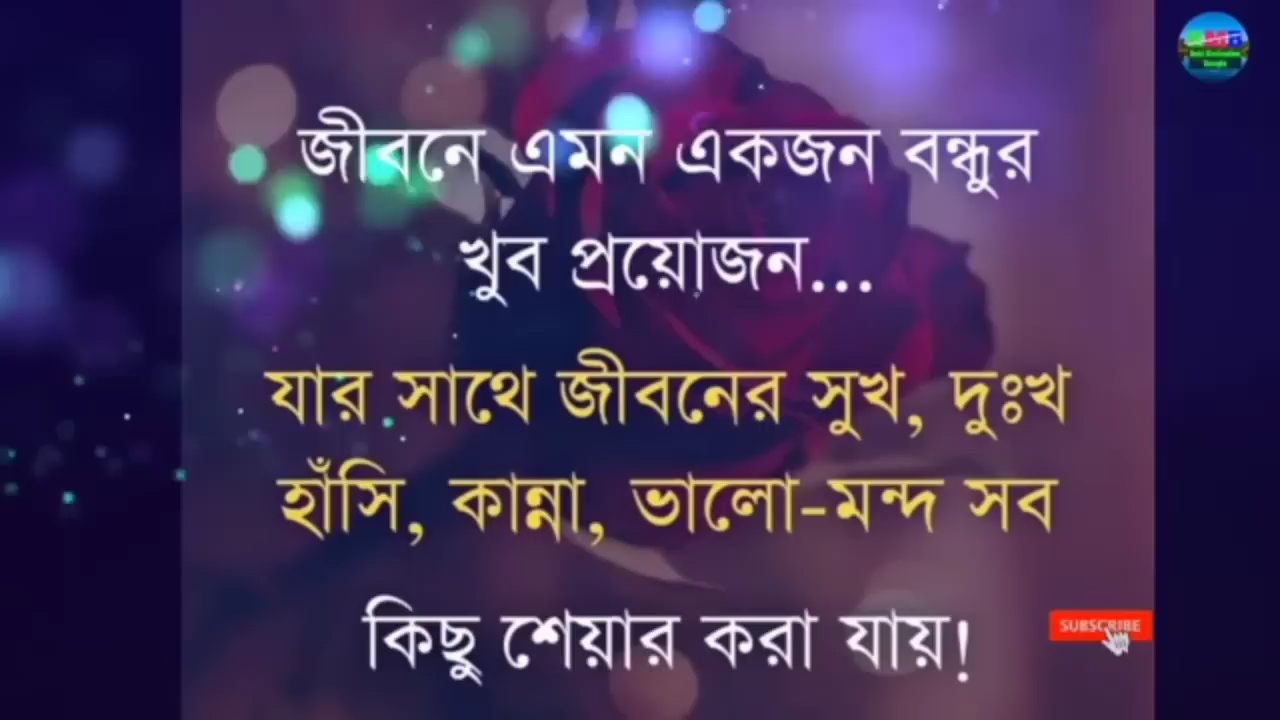 জীবনে এমন একজন বন্ধুর
খুব প্রয়োজন...
যার সাথে জীবনের সুখ, দুঃখ
হাঁসি, কান্না, ভালো-মন্দ সব
কিছু শেয়ার করা যায়!
SUBSCRIBE